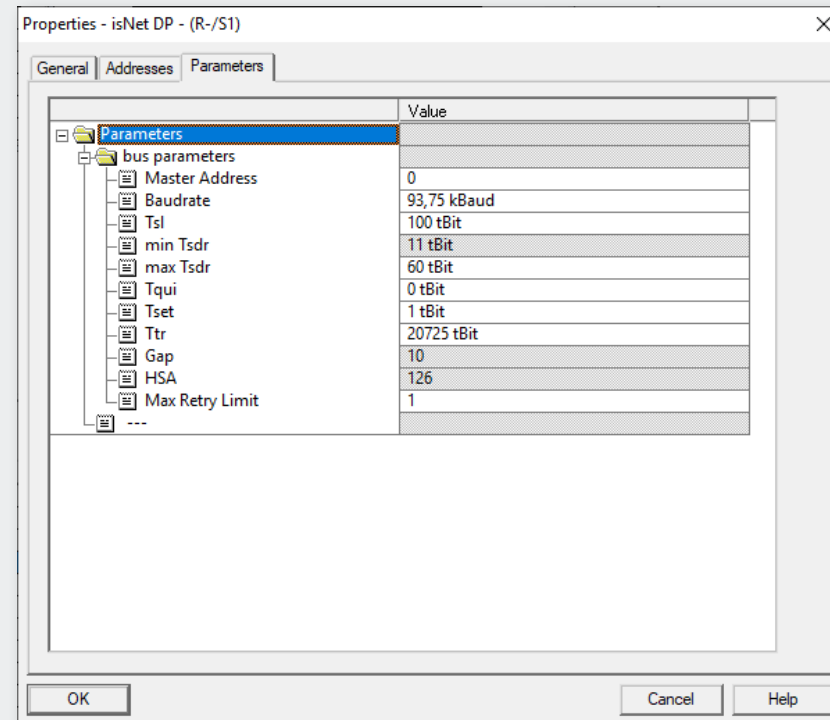 Properties - isNet DP - (R-/S1)
General Addresses Parameters
Value
Parameters
bus parameters
Master Address 0
Baudrate 93,75 kBaud
Tsl 100 tBit
min Tsdr 11 tBit
max Tsdr 60 tBit
Tqui 0 tBit
Tset 1 tBit
Ttr 20725 tBit
Gap 10
HSA 126
Max Retry Limit 1
---
OK Cancel Help